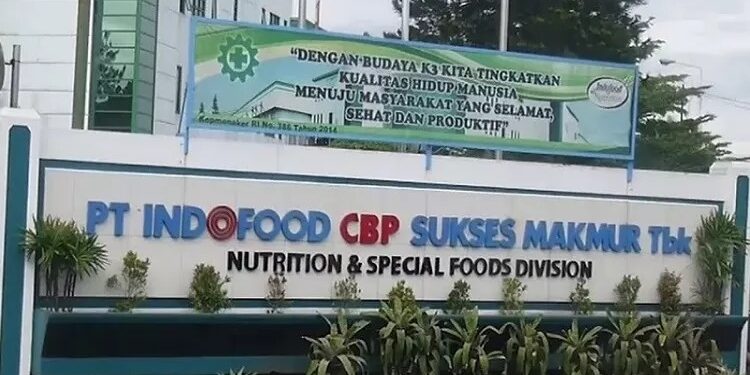 "DENGAN BUDAYA K3 KITA TINGKATKAN
KUALITAS HIDUP MANUSIA
MENUJU MASYARAKAT YANG SELAMAT,
SEHAT DAN PRODUKTIF"
Indofood
Kepmenaker RI No. 386 Tahun 2014
PT INDOFOOD CBP SUKSES MAKMUR Tbk
NUTRITION & SPECIAL FOODS DIVISION